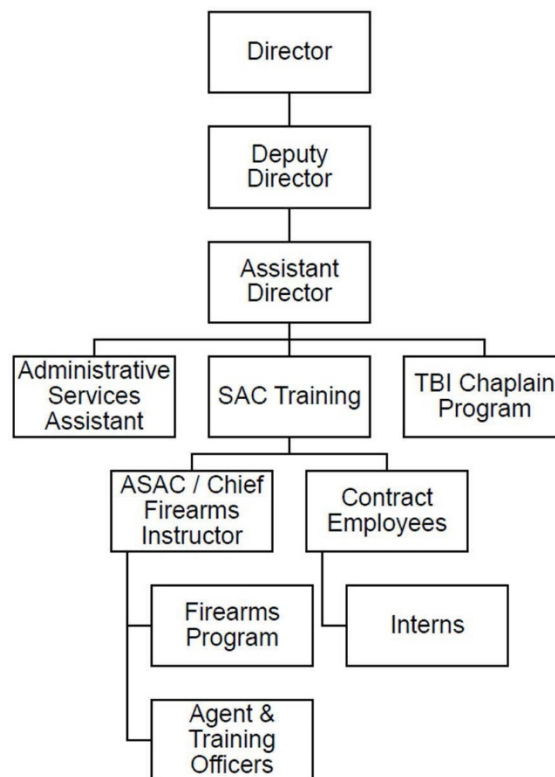 Director
Deputy
Director
Assistant
Director
Administrative
Services
Assistant
SAC Training
TBI Chaplain
Program
ASAC / Chief
Firearms
Instructor
Contract
Employees
Firearms
Program
Interns
Agent &
Training
Officers